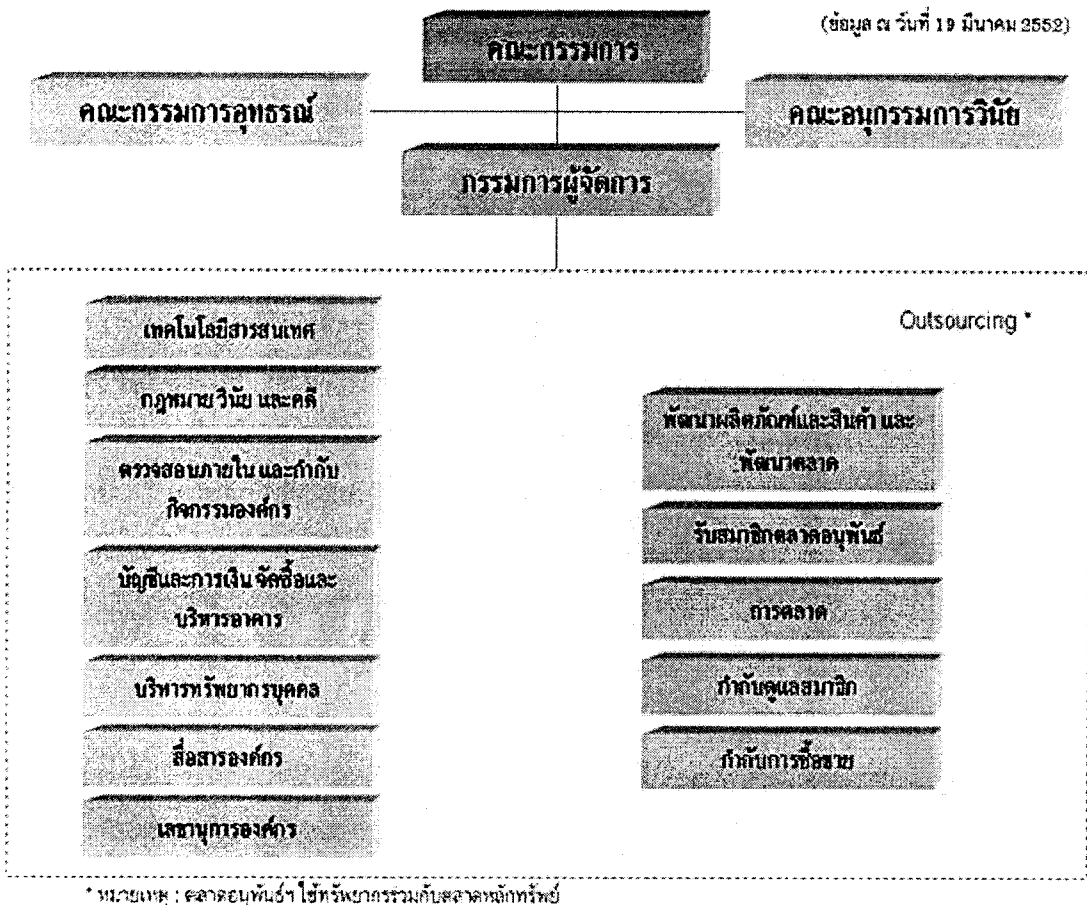 (ข้อมูล ณ วันที่ 19 มีนาคม 2552)
คณะกรรมการ
คณะกรรมการอุทธรณ์
คณะอนุกรรมการวินัย
กรรมการผู้จัดการ
เทคโนโลยีสารสนเทศ
กฎหมาย วินัย และคดี
ตรวจสอบภายใน และกำกับ
กิจกรรมองค์กร
บัญชีและการเงิน จัดซื้อและ
บริหารอาคาร
บริหารทรัพยากรบุคคล
สื่อสารองค์กร
เลขานุการองค์กร
Outsourcing *
พัฒนาผลิตภัณฑ์และสินค้า และ
พัฒนาตลาด
รับสมาชิกตลาดอนุพันธ์
การตลาด
กำกับดูแลสมาชิก
กำกับการซื้อขาย
* หมายเหตุ : ตลาดอนุพันธ์ฯ ใช้ทรัพยากรร่วมกับตลาดหลักทรัพย์